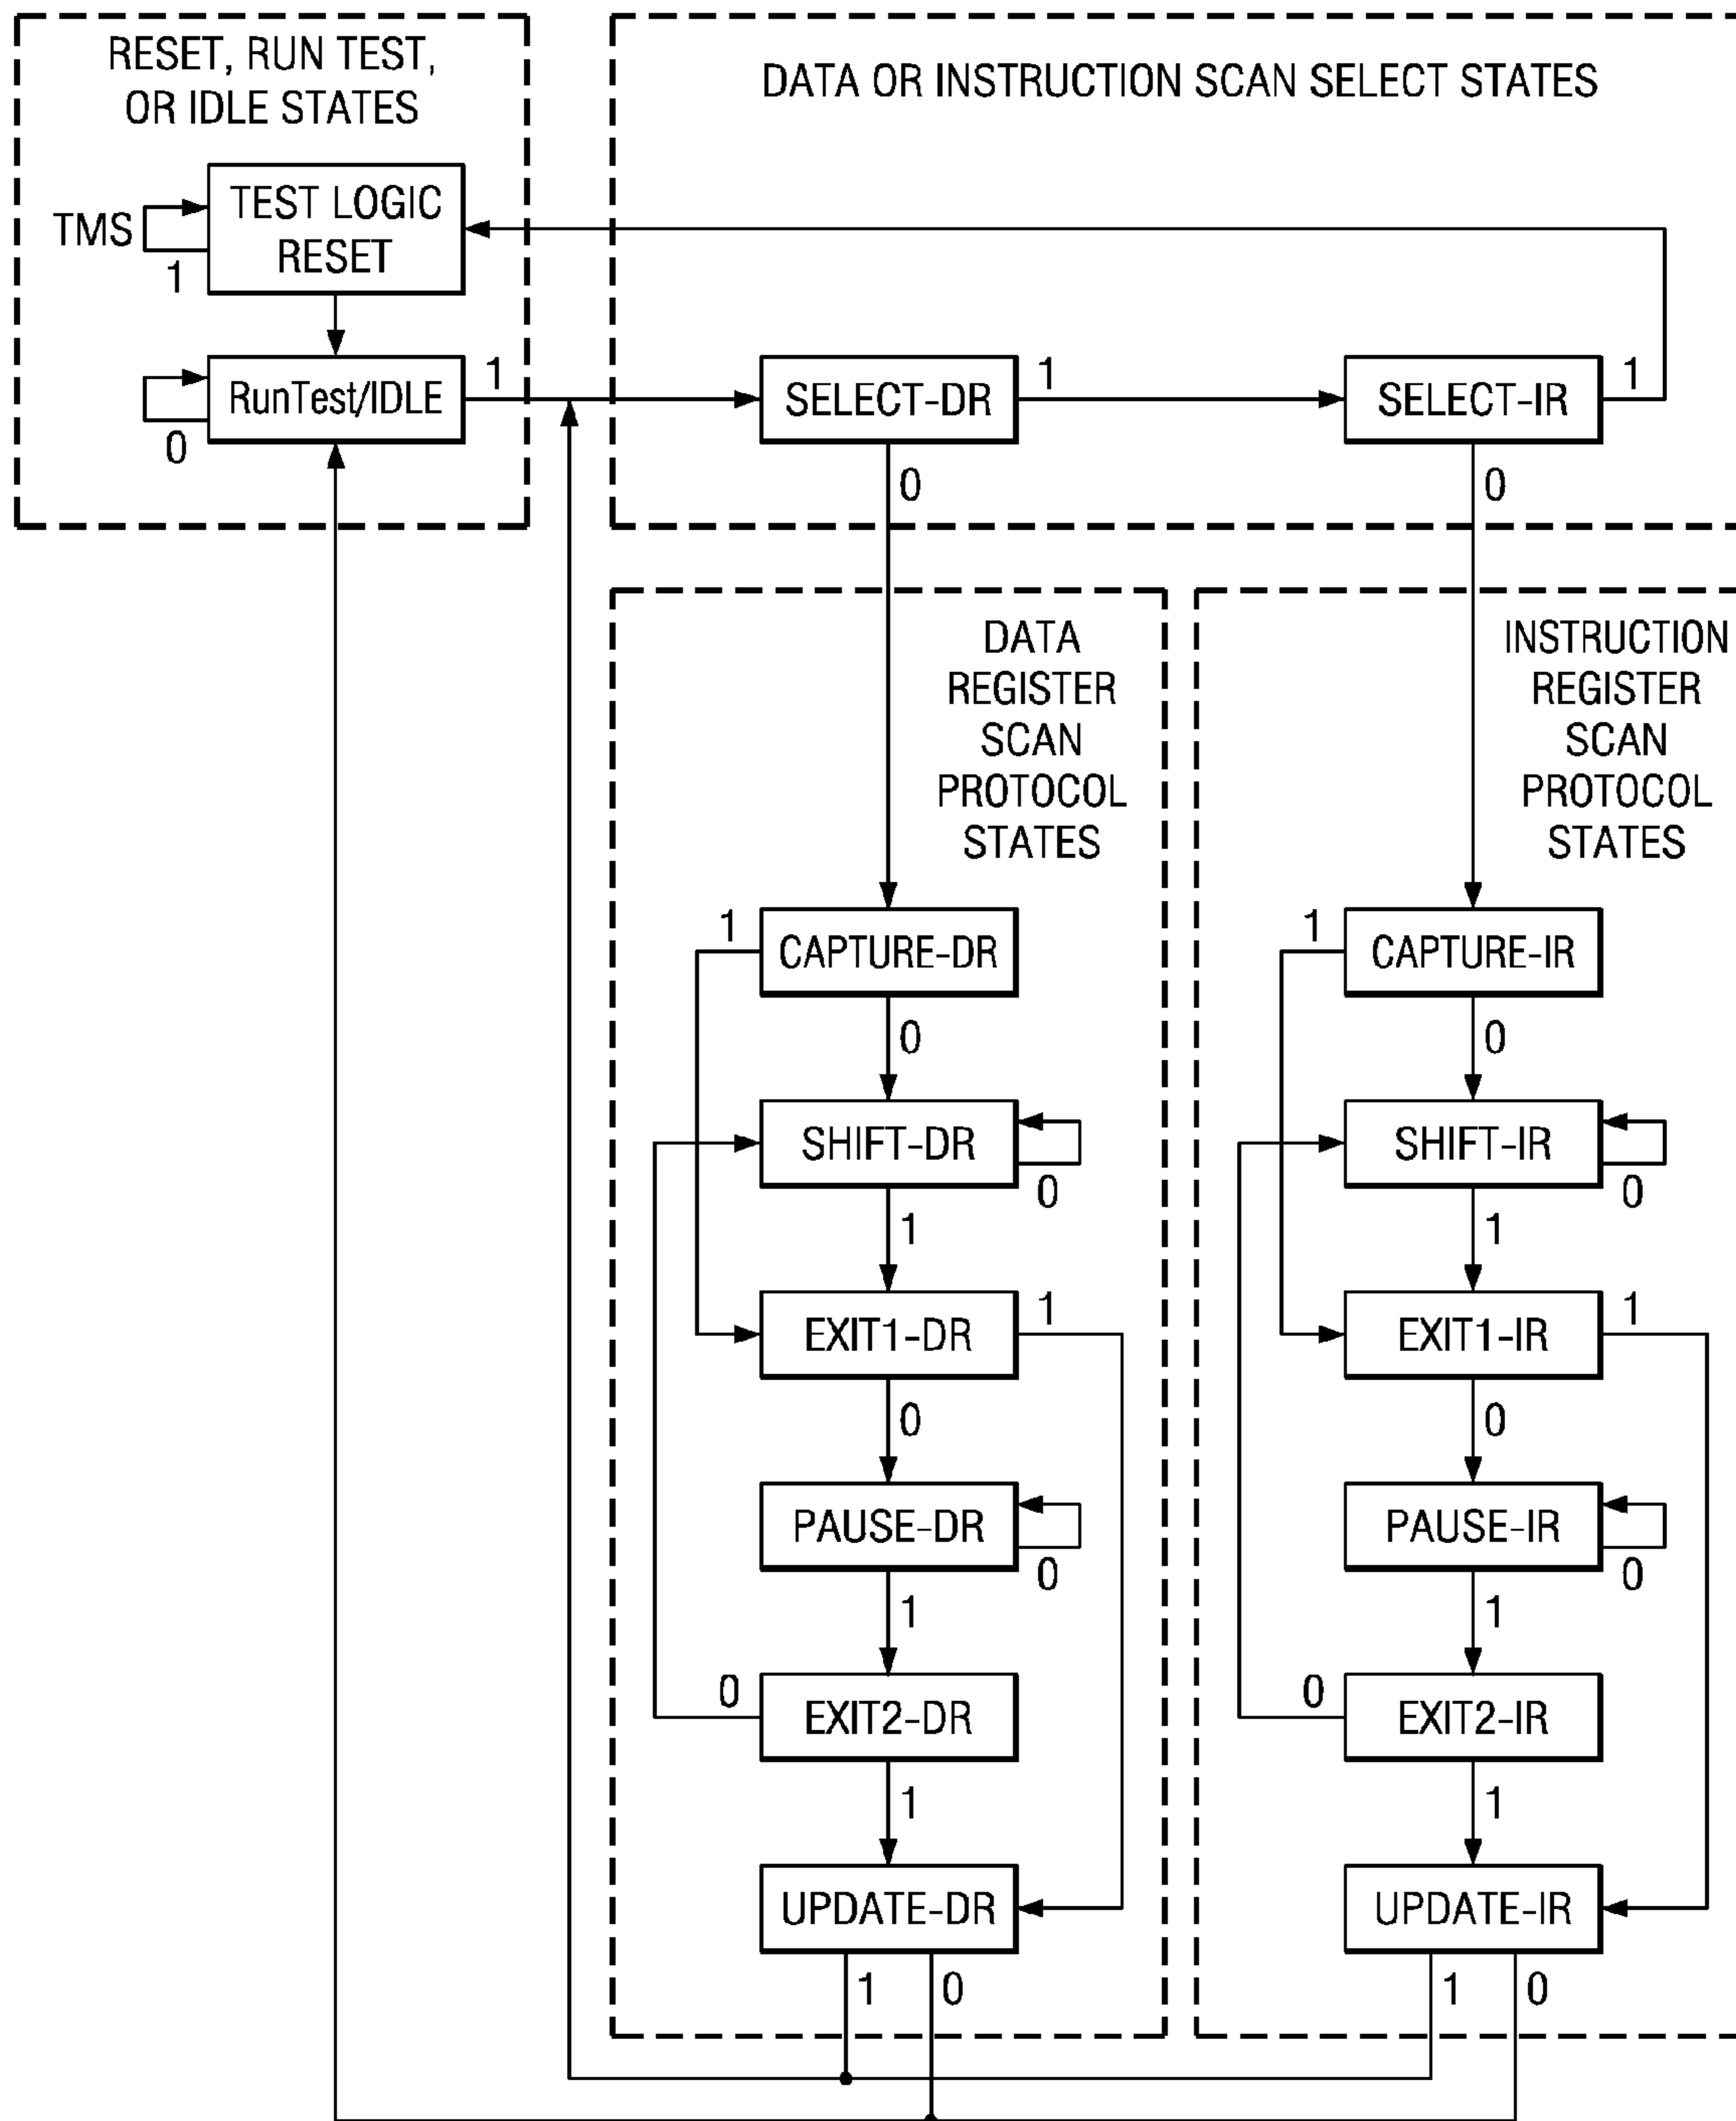 RESET, RUN TEST,
OR IDLE STATES
DATA OR INSTRUCTION SCAN SELECT STATES
TEST LOGIC
RESET
TMS
1
RunTest/IDLE
1
0
SELECT-DR
1
0
SELECT-IR
1
0
DATA
REGISTER
SCAN
PROTOCOL
STATES
1
CAPTURE-DR
0
SHIFT-DR
0
1
EXIT1-DR
1
0
PAUSE-DR
0
1
0
EXIT2-DR
1
UPDATE-DR
1
0
INSTRUCTION
REGISTER
SCAN
PROTOCOL
STATES
1
CAPTURE-IR
0
SHIFT-IR
0
1
EXIT1-IR
1
0
PAUSE-IR
0
1
0
EXIT2-IR
1
UPDATE-IR
1
0